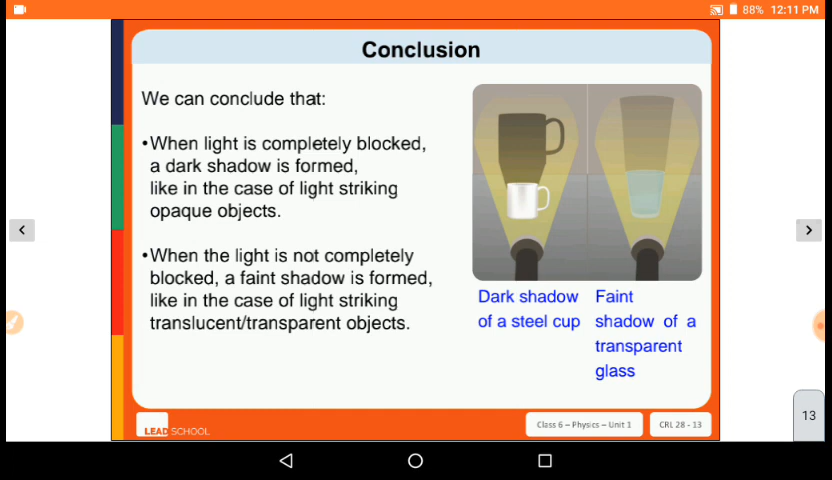 88% 12:11 PM
Conclusion
We can conclude that:
•When light is completely blocked,
a dark shadow is formed,
like in the case of light striking
opaque objects.
•When the light is not completely
blocked, a faint shadow is formed,
like in the case of light striking
translucent/transparent objects.
Dark shadow
of a steel cup
Faint
shadow of a
transparent
glass
LEAD SCHOOL
Class 6 – Physics – Unit 1
CRL 28 - 13
13